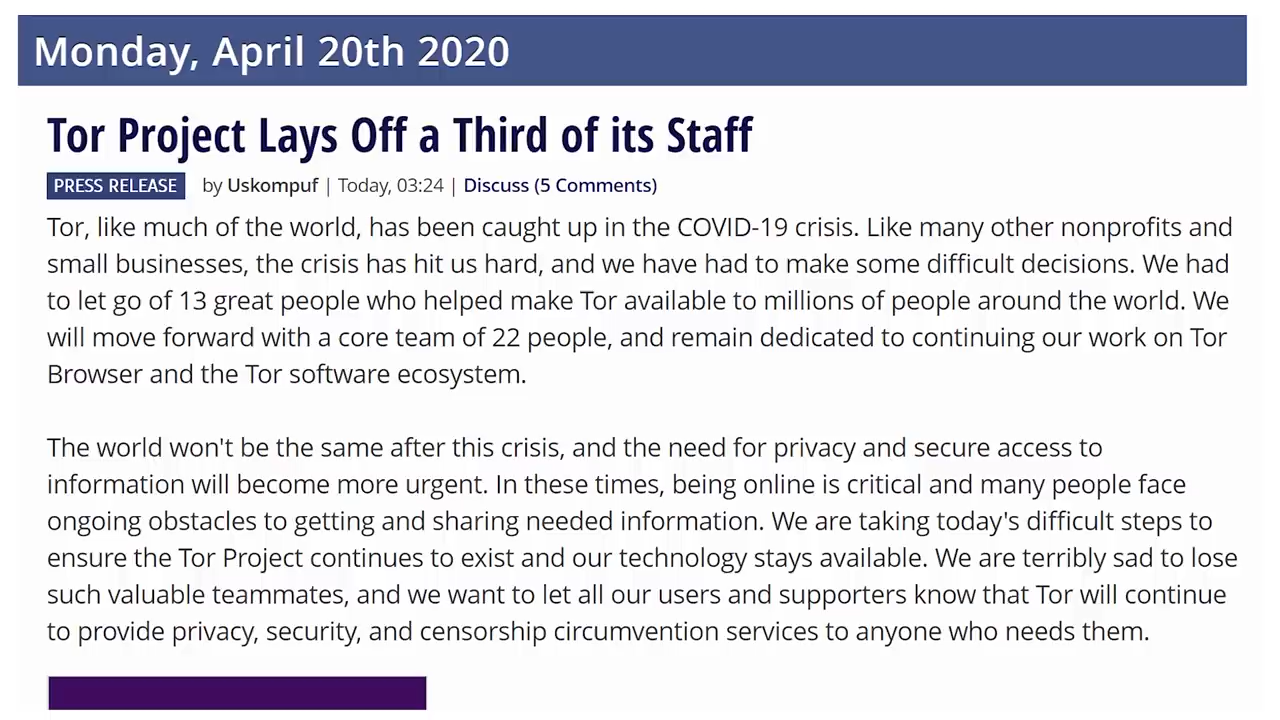 Monday, April 20th 2020
Tor Project Lays Off a Third of its Staff
PRESS RELEASE by Uskompuf | Today, 03:24 | Discuss (5 Comments)
Tor, like much of the world, has been caught up in the COVID-19 crisis. Like many other nonprofits and
small businesses, the crisis has hit us hard, and we have had to make some difficult decisions. We had
to let go of 13 great people who helped make Tor available to millions of people around the world. We
will move forward with a core team of 22 people, and remain dedicated to continuing our work on Tor
Browser and the Tor software ecosystem.
The world won't be the same after this crisis, and the need for privacy and secure access to
information will become more urgent. In these times, being online is critical and many people face
ongoing obstacles to getting and sharing needed information. We are taking today's difficult steps to
ensure the Tor Project continues to exist and our technology stays available. We are terribly sad to lose
such valuable teammates, and we want to let all our users and supporters know that Tor will continue
to provide privacy, security, and censorship circumvention services to anyone who needs them.